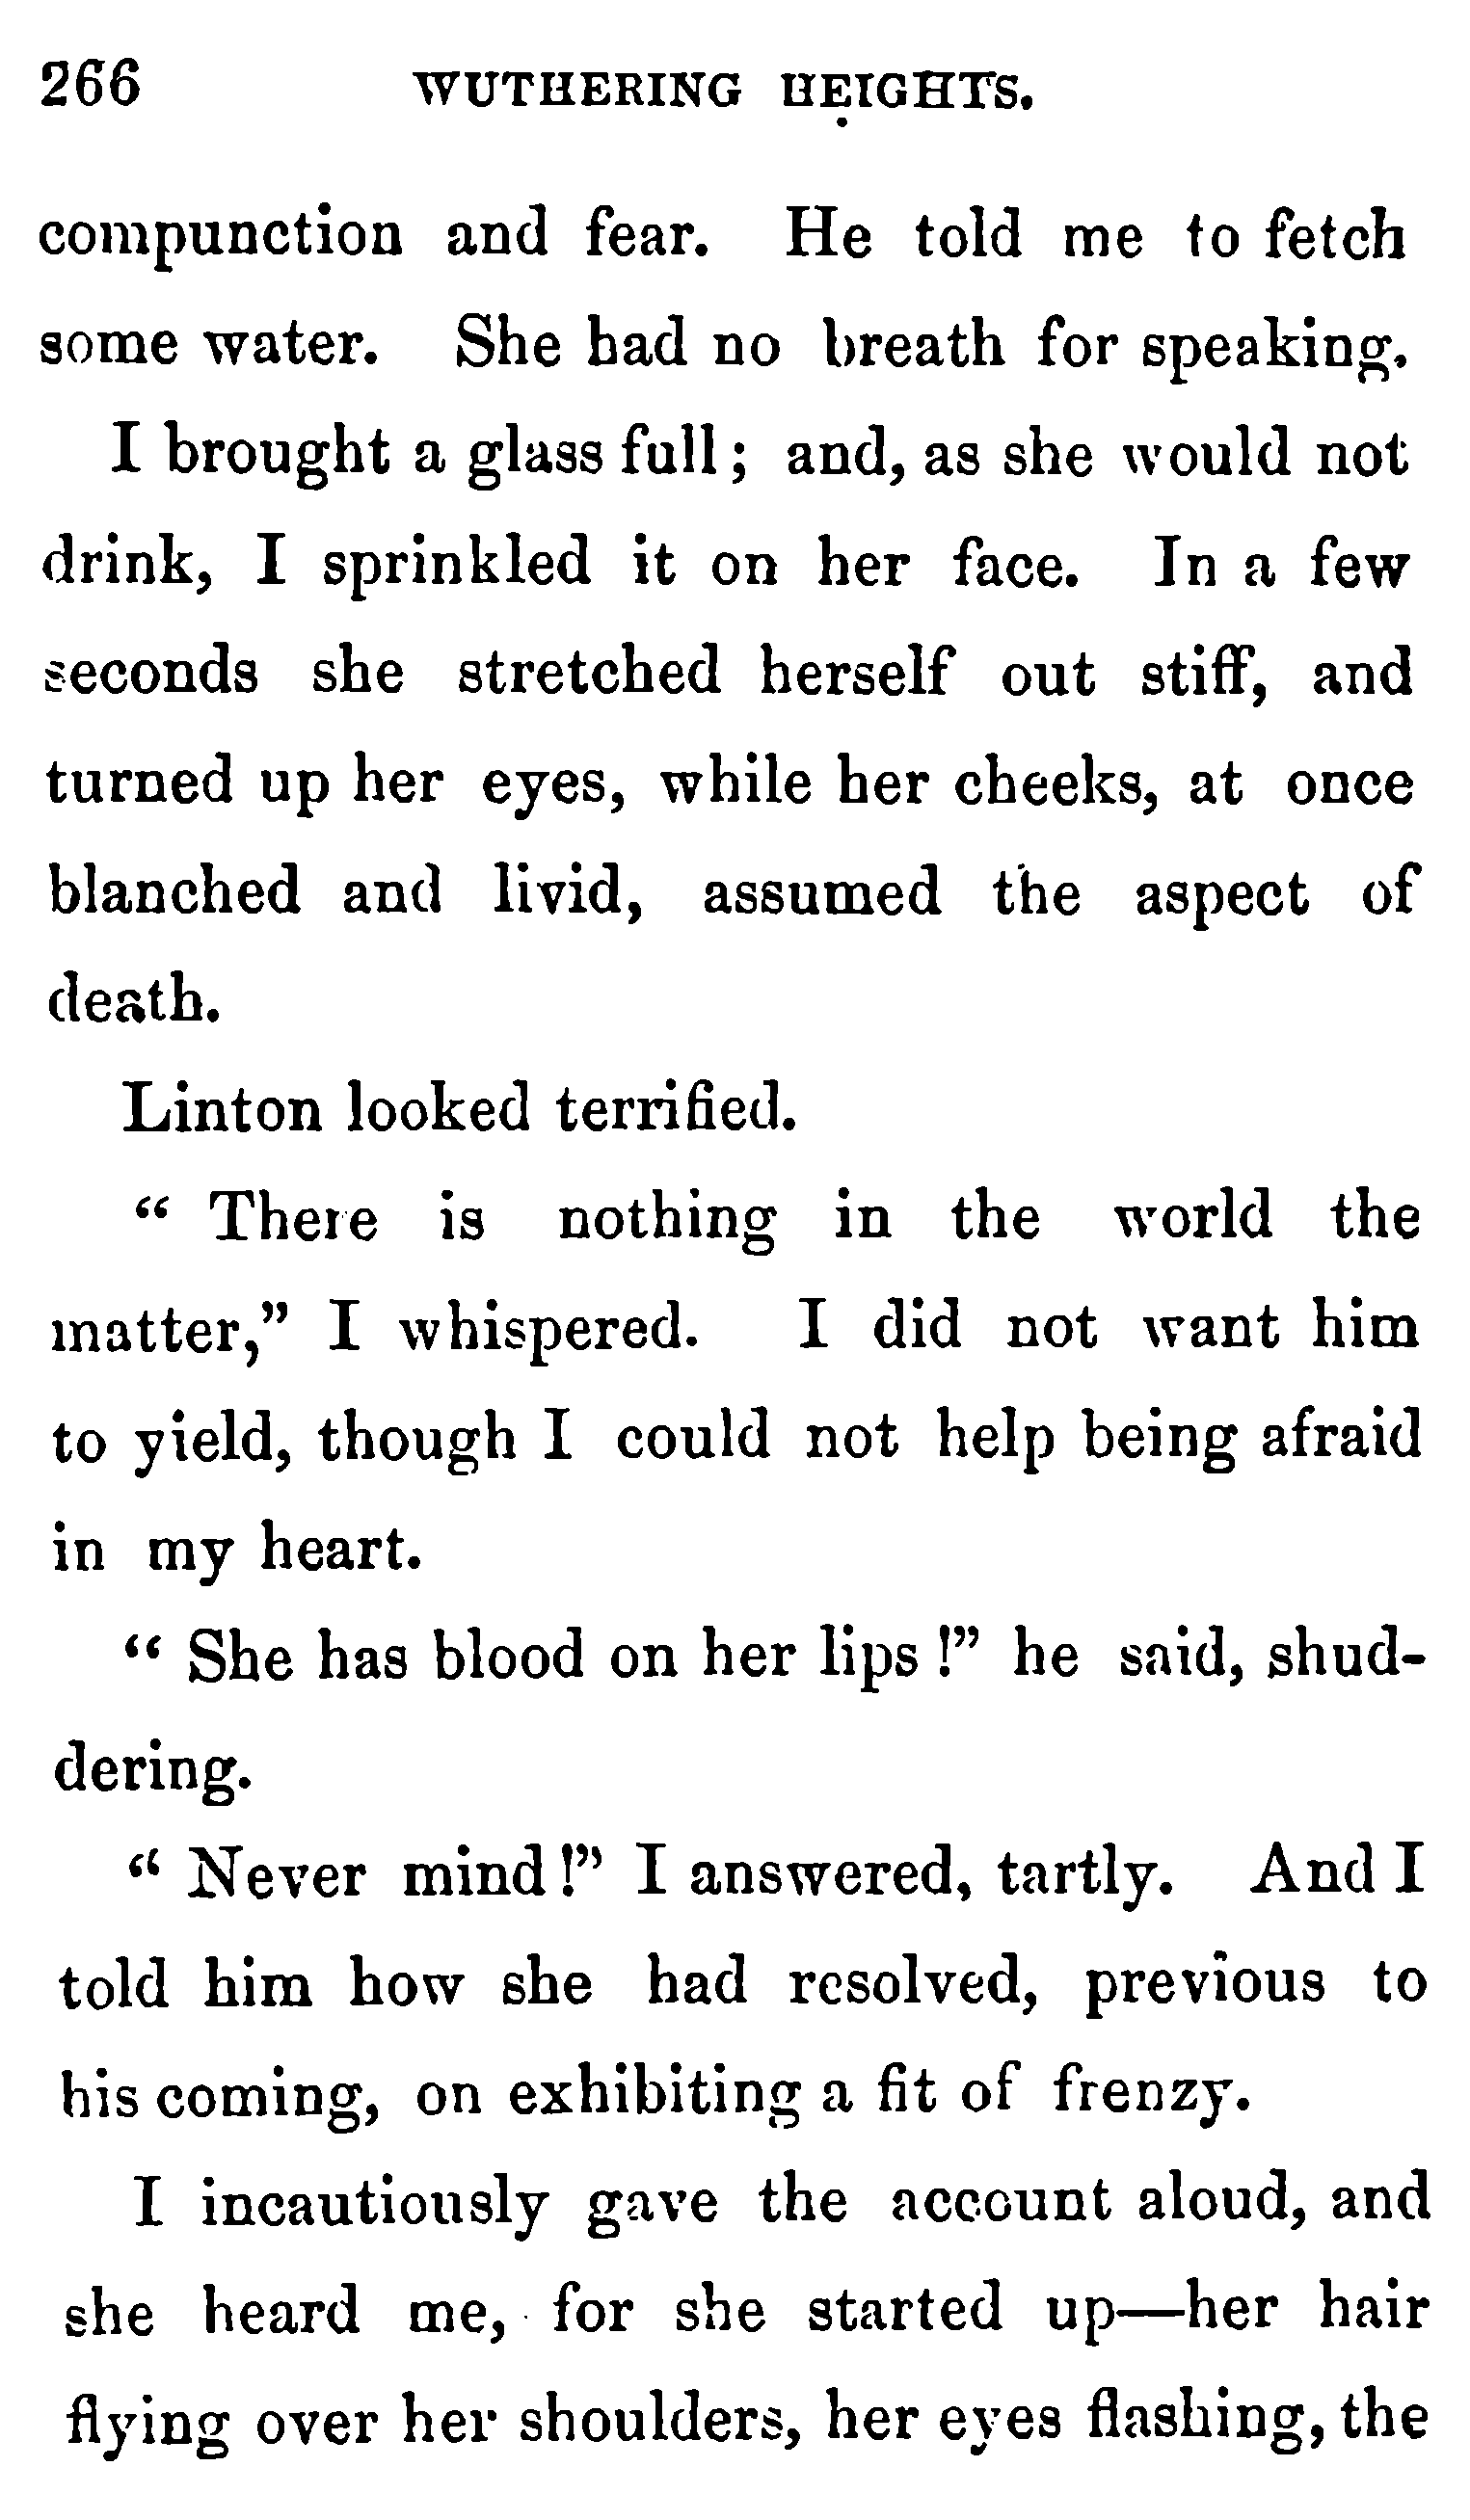 266 WUTHERING HEIGHTS.
compunction and fear. He told me to fetch
some water. She had no breath for speaking.
I brought a glass full; and, as she would not
drink, I sprinkled it on her face. In a few
seconds she stretched herself out stiff, and
turned up her eyes, while her cheeks, at once
blanched and livid, assumed the aspect of
death.
Linton looked terrified.
“ There is nothing in the world the
matter,” I whispered. I did not want him
to yield, though I could not help being afraid
in my heart.
“ She has blood on her lips !” he said, shud-
dering.
“ Never mind !” I answered, tartly. And I
told him how she had resolved, previous to
his coming, on exhibiting a fit of frenzy.
I incautiously gave the account aloud, and
she heard me, for she started up—her hair
flying over her shoulders, her eyes flashing, the